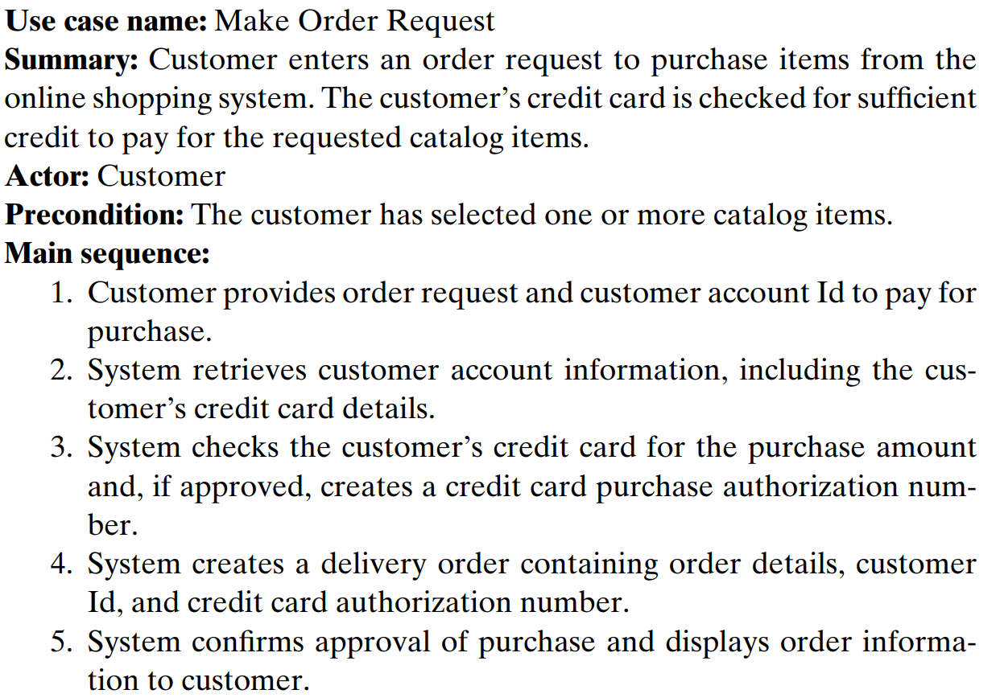 Use case name: Make Order Request
Summary: Customer enters an order request to purchase items from the
online shopping system. The customer’s credit card is checked for sufficient
credit to pay for the requested catalog items.
Actor: Customer
Precondition: The customer has selected one or more catalog items.
Main sequence:
1. Customer provides order request and customer account Id to pay for
purchase.
2. System retrieves customer account information, including the cus-
tomer’s credit card details.
3. System checks the customer’s credit card for the purchase amount
and, if approved, creates a credit card purchase authorization num-
ber.
4. System creates a delivery order containing order details, customer
Id, and credit card authorization number.
5. System confirms approval of purchase and displays order informa-
tion to customer.